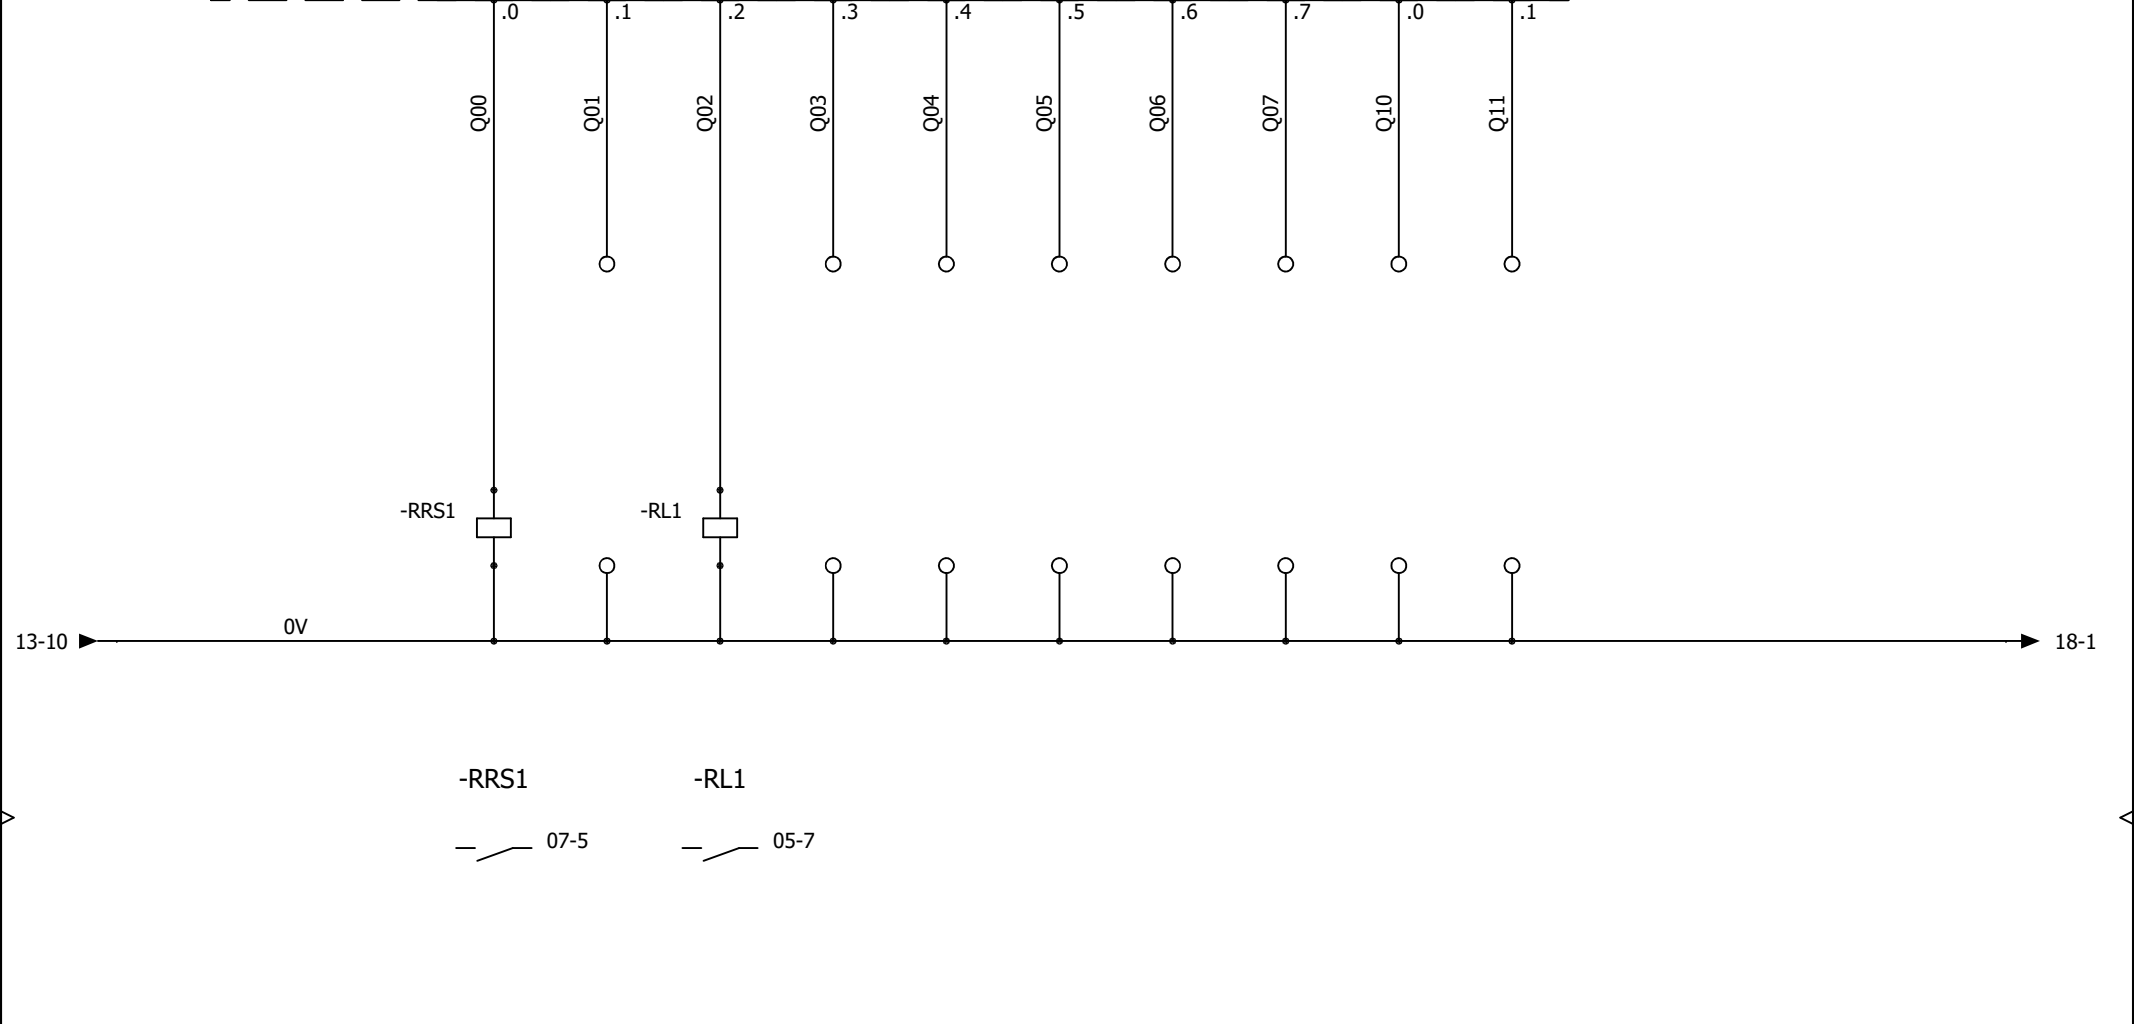 .0 .1 .2 .3 .4 .5 .6 .7 .0 .1
Q00 Q01 Q02 Q03 Q04 Q05 Q06 Q07 Q10 Q11
-RRS1 -RL1
0V
13-10 18-1
-RRS1 -RL1
07-5 05-7